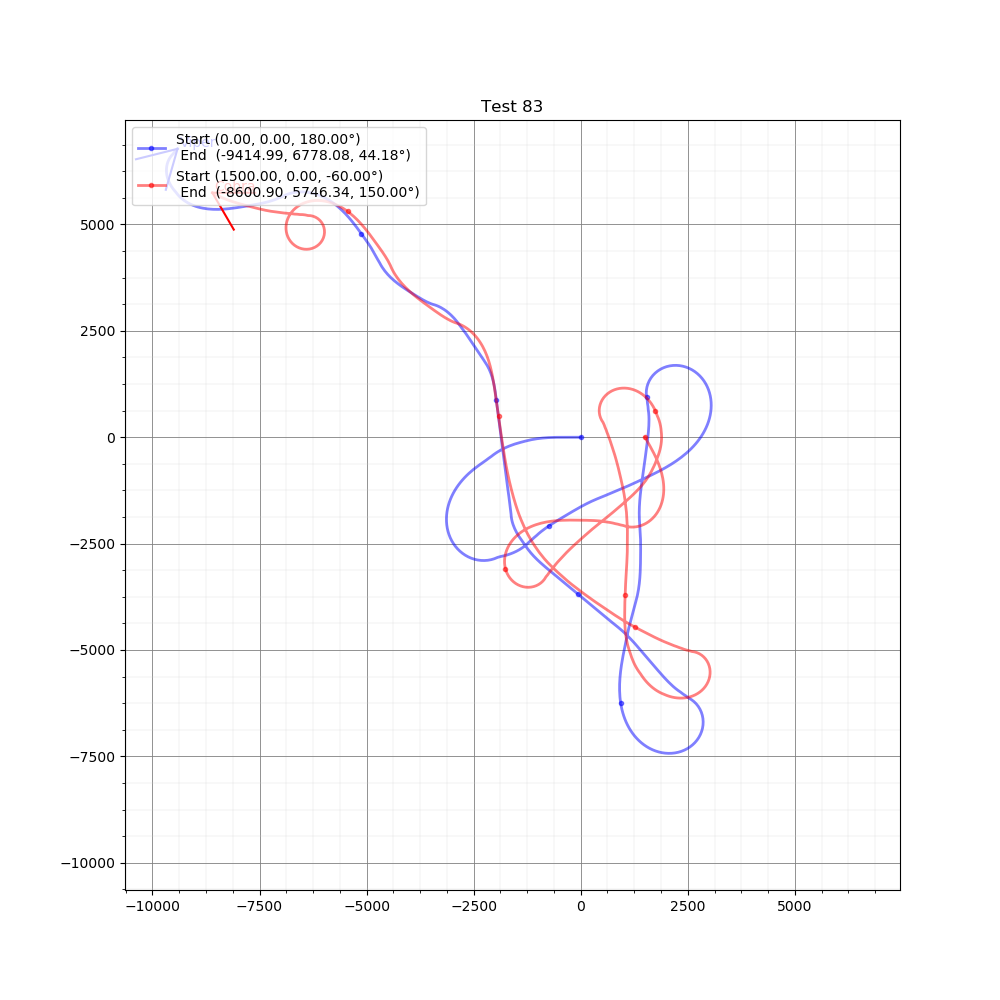 Test 83
Start (0.00, 0.00, 180.00°)
End (-9414.99, 6778.08, 44.18°)
Start (1500.00, 0.00, -60.00°)
End (-8600.90, 5746.34, 150.00°)
5000
2500
0
−2500
−5000
−7500
−10000
−10000 −7500 −5000 −2500 0 2500 5000